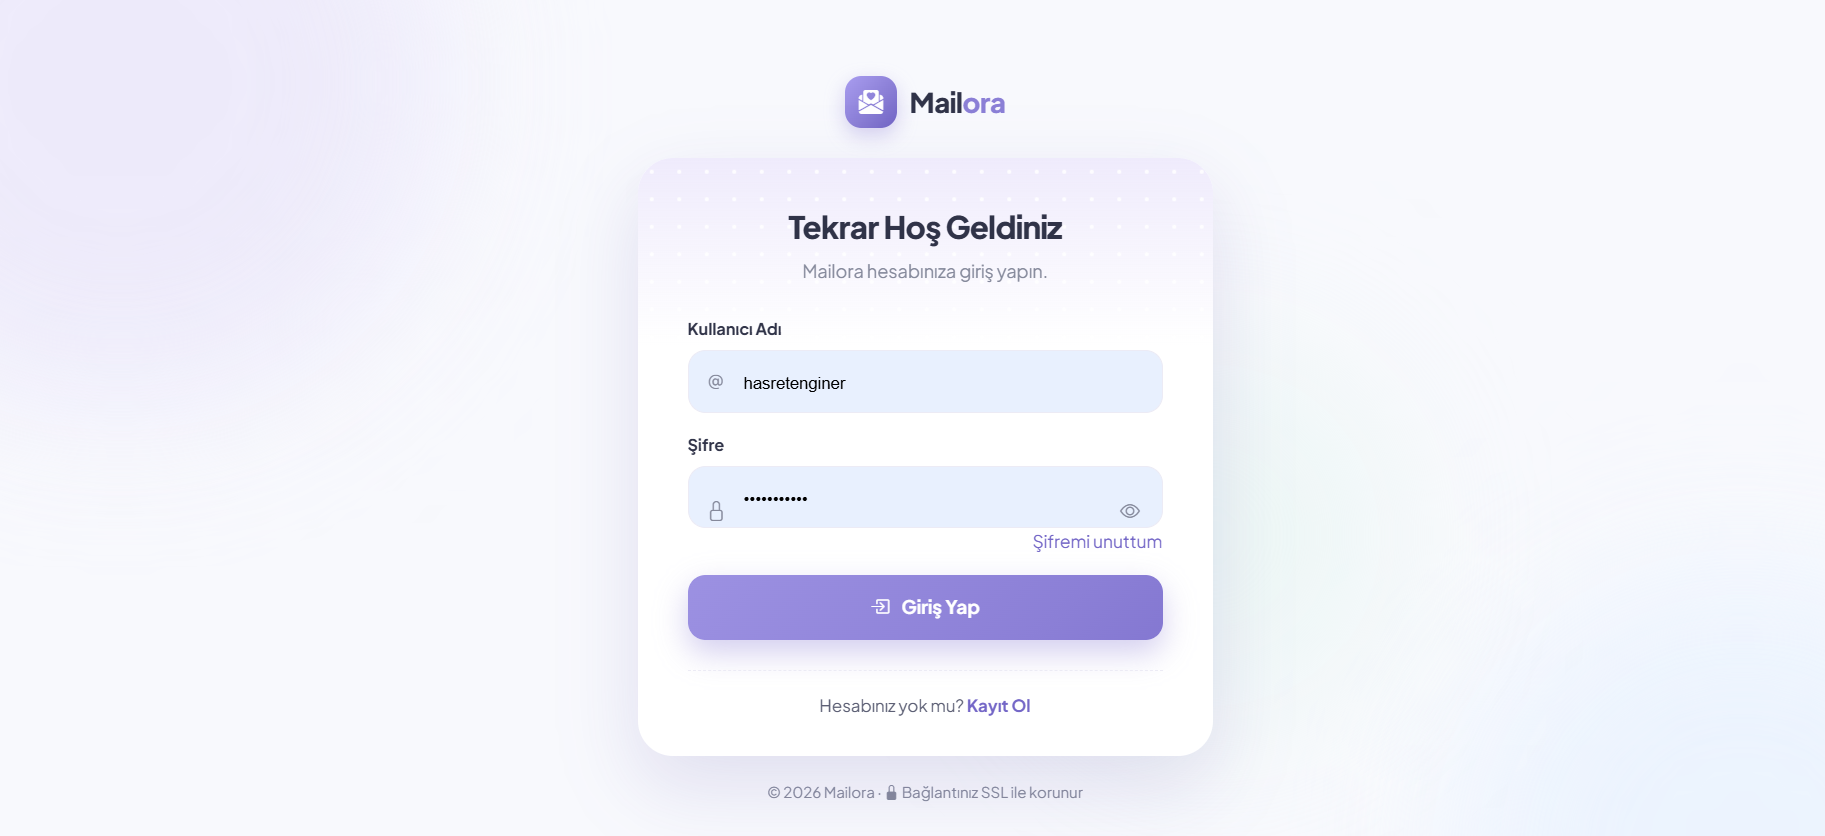 Mailora
Tekrar Hoş Geldiniz
Mailora hesabınıza giriş yapın.
Kullanıcı Adı
@ hasretenginer
Şifre
•••••••••••
Şifremi unuttum
Giriş Yap
Hesabınız yok mu? Kayıt Ol
© 2026 Mailora · Bağlantınız SSL ile korunur